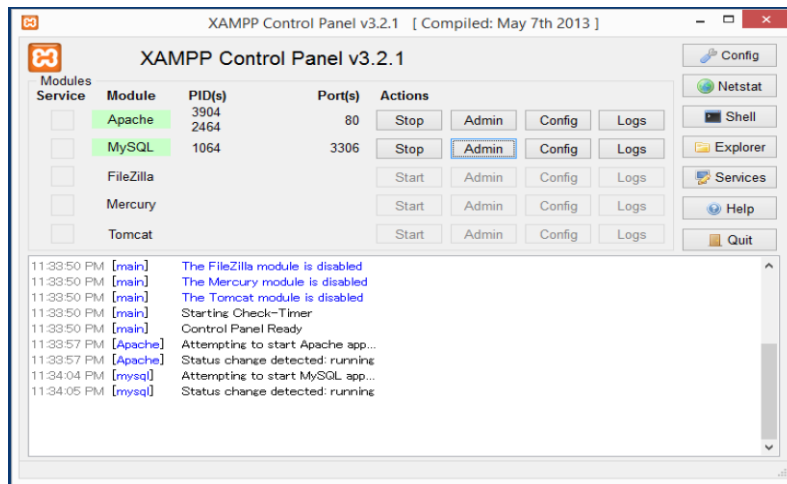 XAMPP Control Panel v3.2.1 [ Compiled: May 7th 2013 ]
XAMPP Control Panel v3.2.1
Config
Modules
Service Module PID(s) Port(s) Actions
Netstat
Apache 3904 2464 80 Stop Admin Config Logs
Shell
MySQL 1064 3306 Stop Admin Config Logs
Explorer
FileZilla Start Admin Config Logs
Services
Mercury Start Admin Config Logs
Help
Tomcat Start Admin Config Logs
Quit
11:33:50 PM [main] The FileZilla module is disabled
11:33:50 PM [main] The Mercury module is disabled
11:33:50 PM [main] The Tomcat module is disabled
11:33:50 PM [main] Starting Check-Timer
11:33:50 PM [main] Control Panel Ready
11:33:57 PM [Apache] Attempting to start Apache app...
11:33:57 PM [Apache] Status change detected: running
11:34:04 PM [mysql] Attempting to start MySQL app...
11:34:05 PM [mysql] Status change detected: running